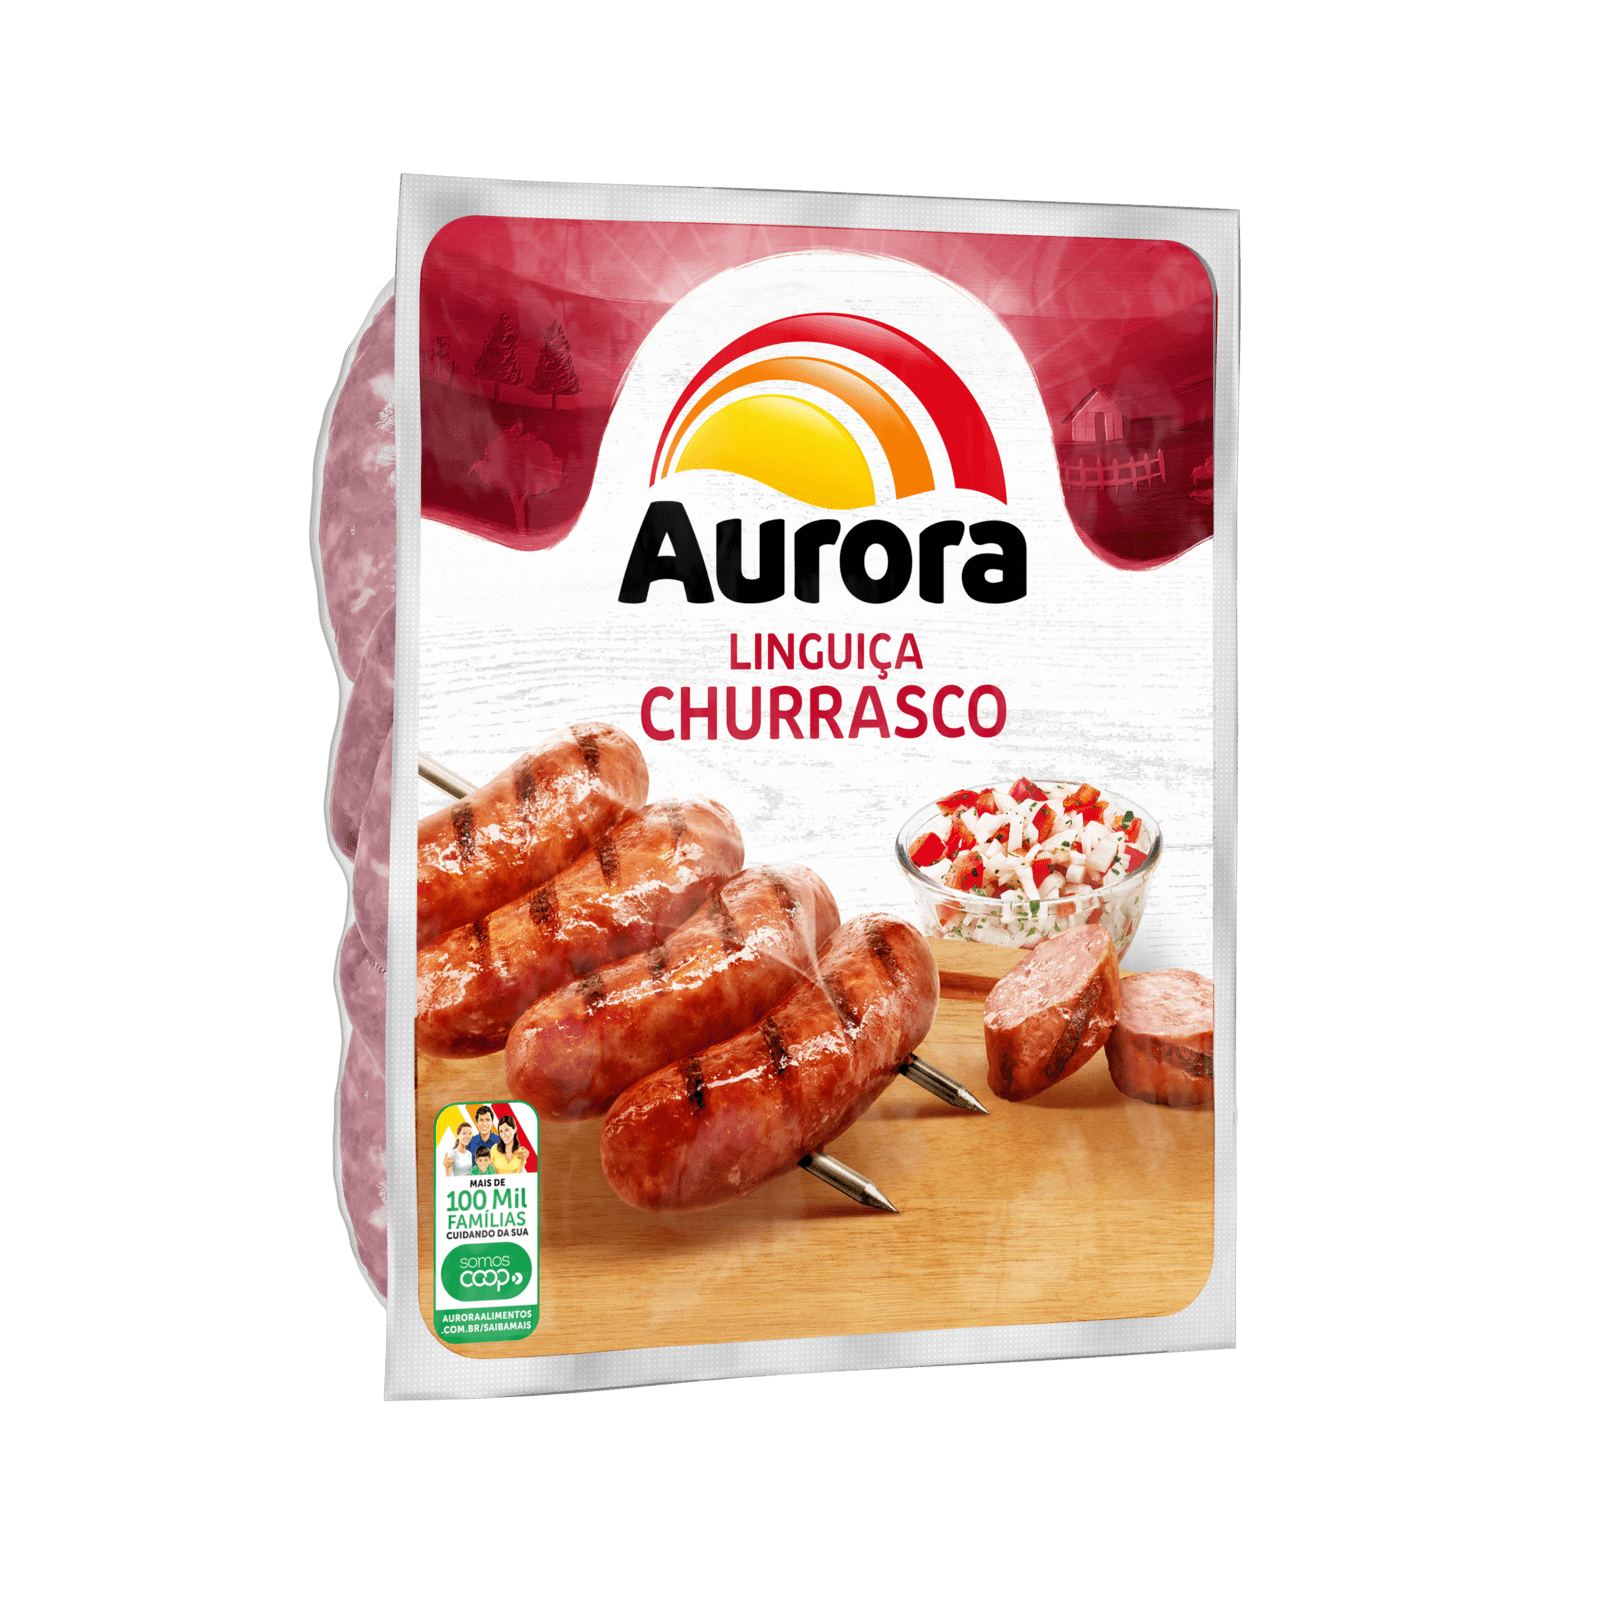 Aurora
LINGUIÇA
CHURRASCO
MAIS DE
100 Mil
FAMÍLIAS
CUIDANDO DA SUA
somos
coop
AURORAALIMENTOS
.COM.BR/SAIBAMAIS